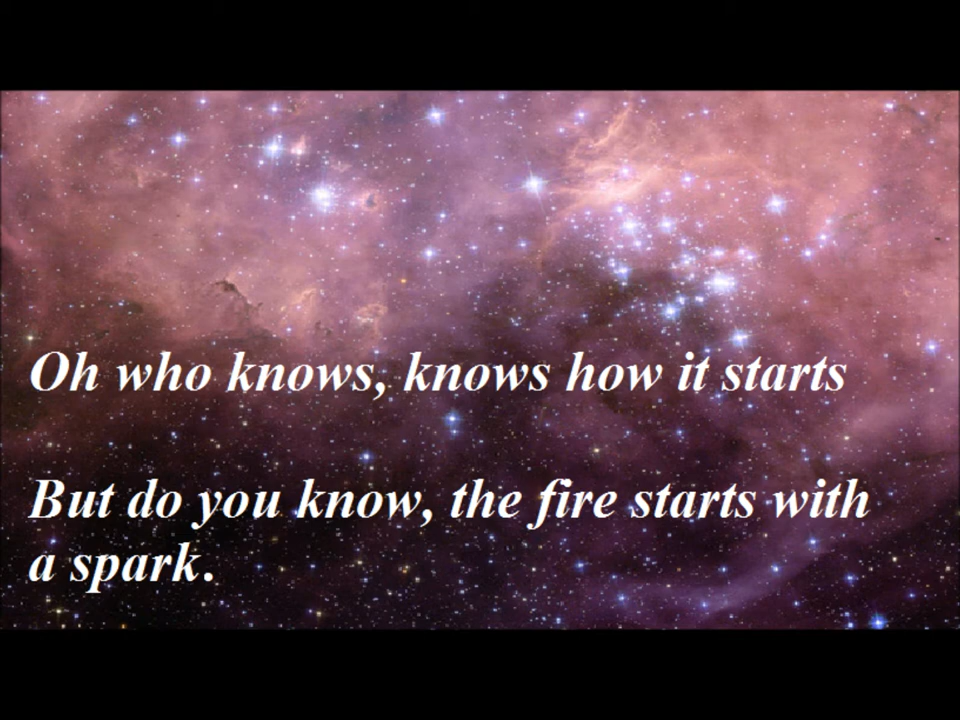 Oh who knows, knows how it starts
But do you know, the fire starts with
a spark.